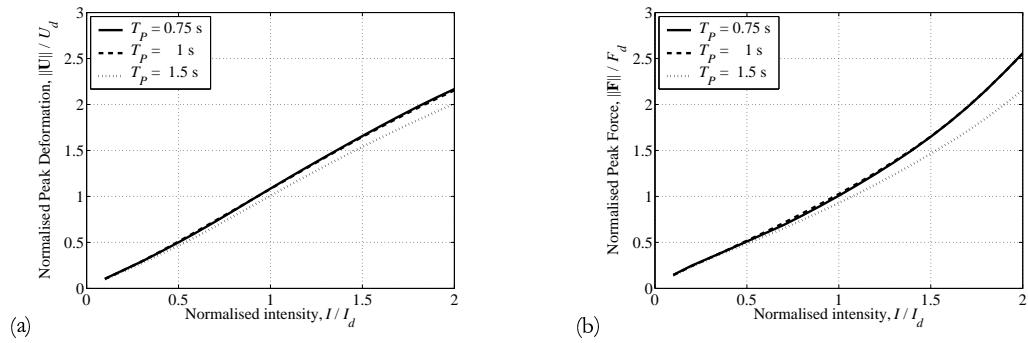 3
2.5
2
1.5
1
0.5
0
0 0.5 1 1.5 2
Normalised Peak Deformation, ||U|| / U_d
T_P = 0.75 s
T_P = 1 s
T_P = 1.5 s
Normalised intensity, I / I_d
(a)
3
2.5
2
1.5
1
0.5
0
0 0.5 1 1.5 2
Normalised Peak Force, ||F|| / F_d
T_P = 0.75 s
T_P = 1 s
T_P = 1.5 s
Normalised intensity, I / I_d
(b)